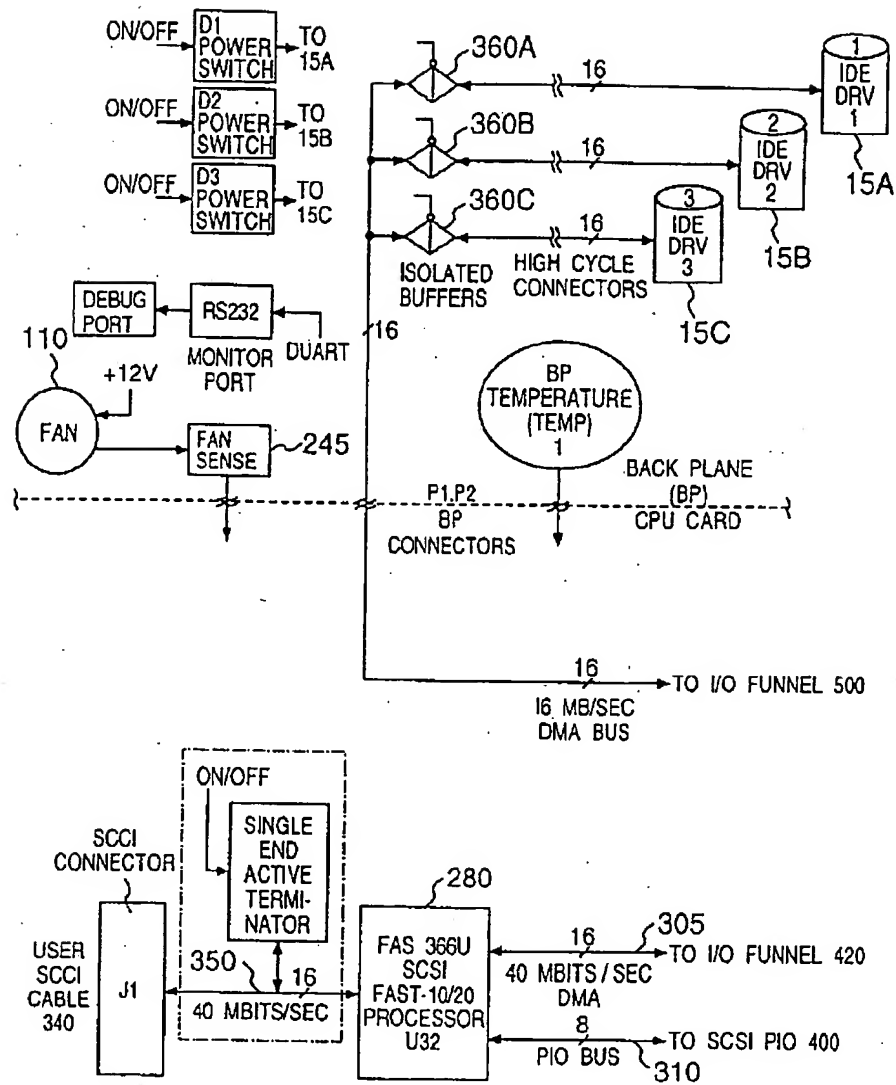 ON/OFF
D1
POWER
SWITCH
TO
15A
ON/OFF
D2
POWER
SWITCH
TO
15B
ON/OFF
D3
POWER
SWITCH
TO
15C
360A
16
1
IDE
DRV
1
15A
360B
16
2
IDE
DRV
2
15B
360C
16
3
IDE
DRV
3
15C
ISOLATED
BUFFERS
HIGH CYCLE
CONNECTORS
16
DEBUG
PORT
RS232
DUART
MONITOR
PORT
110
+12V
FAN
FAN
SENSE
245
BP
TEMPERATURE
(TEMP)
1
BACK PLANE
(BP)
CPU CARD
P1.P2
BP
CONNECTORS
16
TO I/O FUNNEL 500
16 MB/SEC
DMA BUS
ON/OFF
SINGLE
END
ACTIVE
TERMI-
NATOR
SCCI
CONNECTOR
USER
SCCI
CABLE
340
J1
350
16
40 MBITS/SEC
280
FAS 366U
SCSI
FAST-10/20
PROCESSOR
U32
16
305
TO I/O FUNNEL 420
40 MBITS/SEC
DMA
8
TO SCSI PIO 400
PIO BUS
310